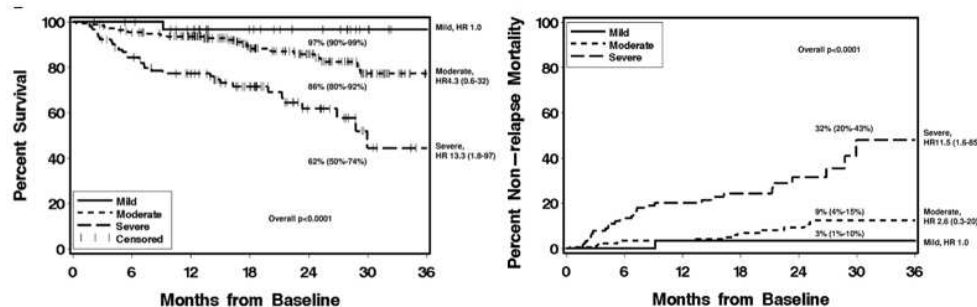 100
80
60
40
20
0
Percent Survival
Mild, HR 1.0
97% (90%-99%)
Moderate,
HR4.3 (0.6-32)
86% (80%-92%)
Severe,
HR 13.3 (1.8-97)
62% (50%-74%)
Mild
Moderate
Severe
Censored
Overall p<0.0001
0 6 12 18 24 30 36
Months from Baseline
100
80
60
40
20
0
Percent Non-relapse Mortality
Mild
Moderate
Severe
Overall p<0.0001
32% (20%-43%)
Severe,
HR11.5 (1.6-85
9% (4%-15%)
Moderate,
HR 2.6 (0.3-20)
3% (1%-10%)
Mild, HR 1.0
0 6 12 18 24 30 36
Months from Baseline